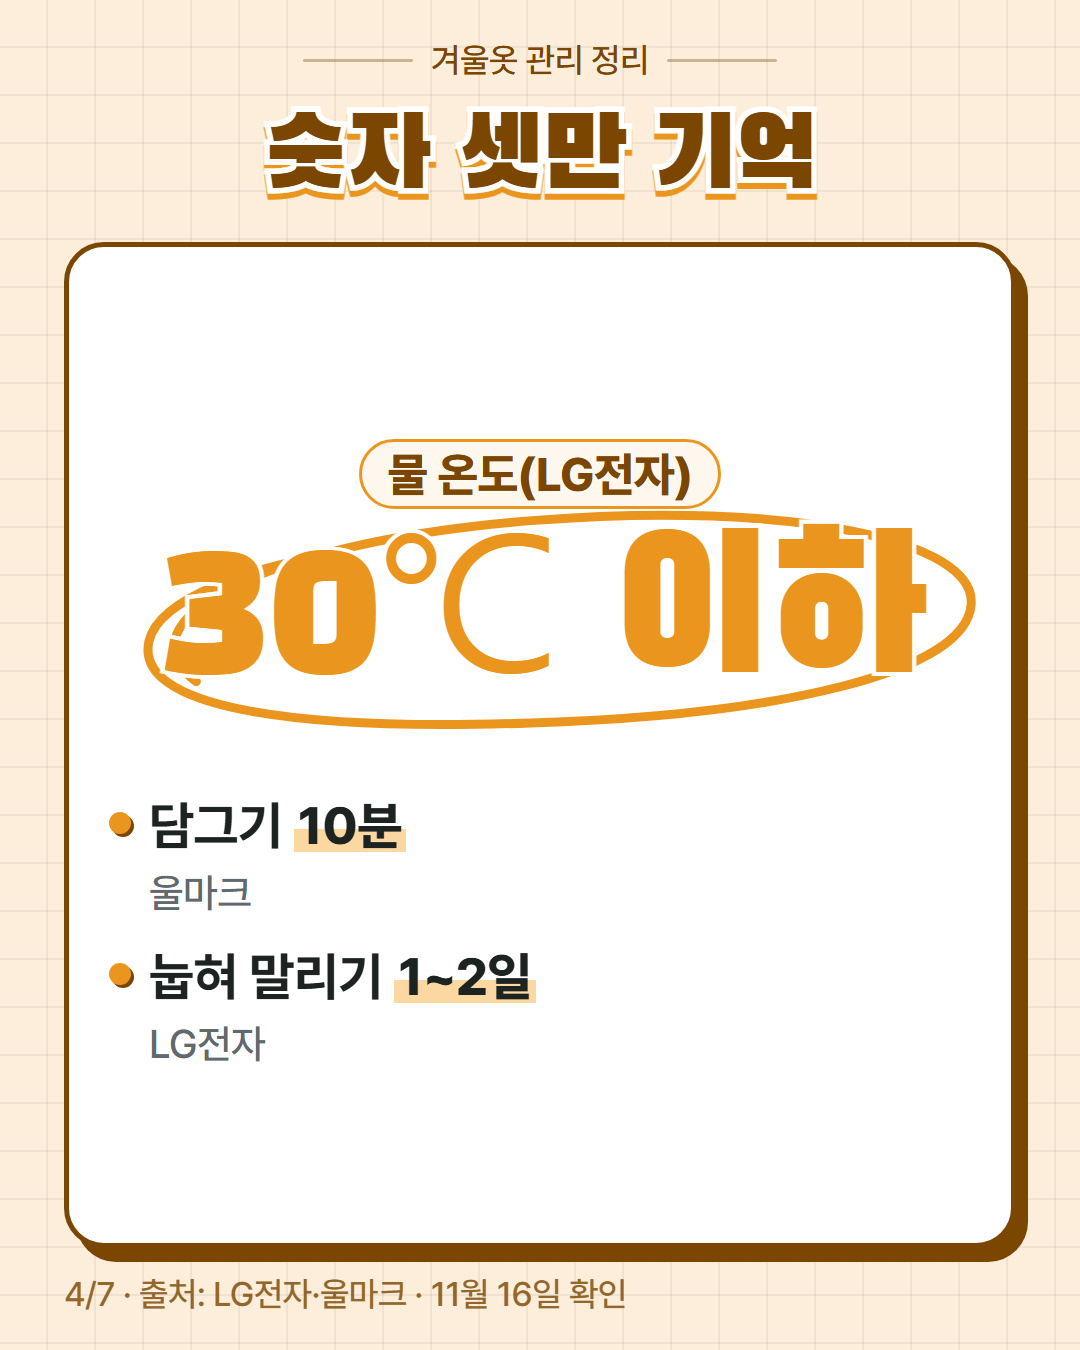 겨울옷 관리 정리
숫자 셋만 기억
물 온도(LG전자)
30℃ 이하
담그기 10분
울마크
눕혀 말리기 1~2일
LG전자
4/7 · 출처: LG전자·울마크 · 11월 16일 확인